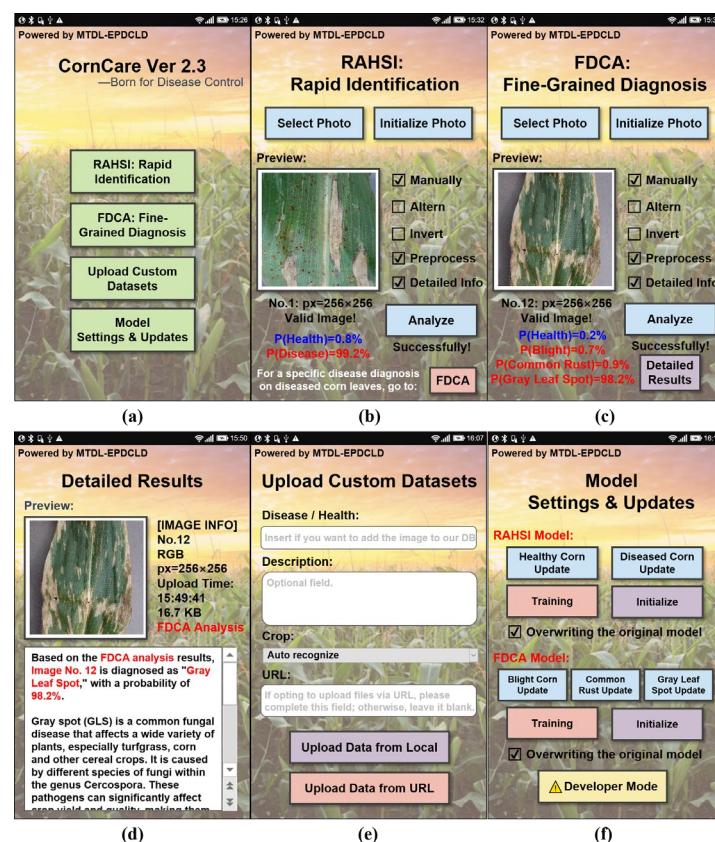 15:26
Powered by MTDL-EPDCLD
CornCare Ver 2.3
—Born for Disease Control
RAHSI: Rapid
Identification
FDCA: Fine-
Grained Diagnosis
Upload Custom
Datasets
Model
Settings & Updates
(a)
15:32
Powered by MTDL-EPDCLD
RAHSI:
Rapid Identification
Select Photo
Initialize Photo
Preview:
Manually
Altern
Invert
Preprocess
Detailed Info
No.1: px=256×256
Valid Image!
P(Health)=0.8%
P(Disease)=99.2%
Analyze
Successfully!
For a specific disease diagnosis
on diseased corn leaves, go to:
FDCA
(b)
Powered by MTDL-EPDCLD
FDCA:
Fine-Grained Diagnosis
Select Photo
Initialize Photo
Preview:
Manually
Altern
Invert
Preprocess
Detailed Info
No.12: px=256×256
Valid Image!
P(Health)=0.2%
P(Blight)=0.7%
P(Common Rust)=0.9%
P(Gray Leaf Spot)=98.2%
Analyze
Successfully!
Detailed
Results
(c)
15:50
Powered by MTDL-EPDCLD
Detailed Results
Preview:
[IMAGE INFO]
No.12
RGB
px=256×256
Upload Time:
15:49:41
16.7 KB
FDCA Analysis
Based on the FDCA analysis results,
Image No. 12 is diagnosed as "Gray
Leaf Spot," with a probability of
98.2%.
Gray spot (GLS) is a common fungal
disease that affects a wide variety of
plants, especially turfgrass, corn
and other cereal crops. It is caused
by different species of fungi within
the genus Cercospora. These
pathogens can significantly affect
crop yield and quality, making them
(d)
16:07
Powered by MTDL-EPDCLD
Upload Custom Datasets
Disease / Health:
Insert if you want to add the image to our DB
Description:
Optional field.
Crop:
Auto recognize
URL:
If opting to upload files via URL, please
complete this field; otherwise, leave it blank.
Upload Data from Local
Upload Data from URL
(e)
Powered by MTDL-EPDCLD
Model
Settings & Updates
RAHSI Model:
Healthy Corn
Update
Diseased Corn
Update
Training
Initialize
Overwriting the original model
FDCA Model:
Blight Corn
Update
Common
Rust Update
Gray Leaf
Spot Update
Training
Initialize
Overwriting the original model
Developer Mode
(f)